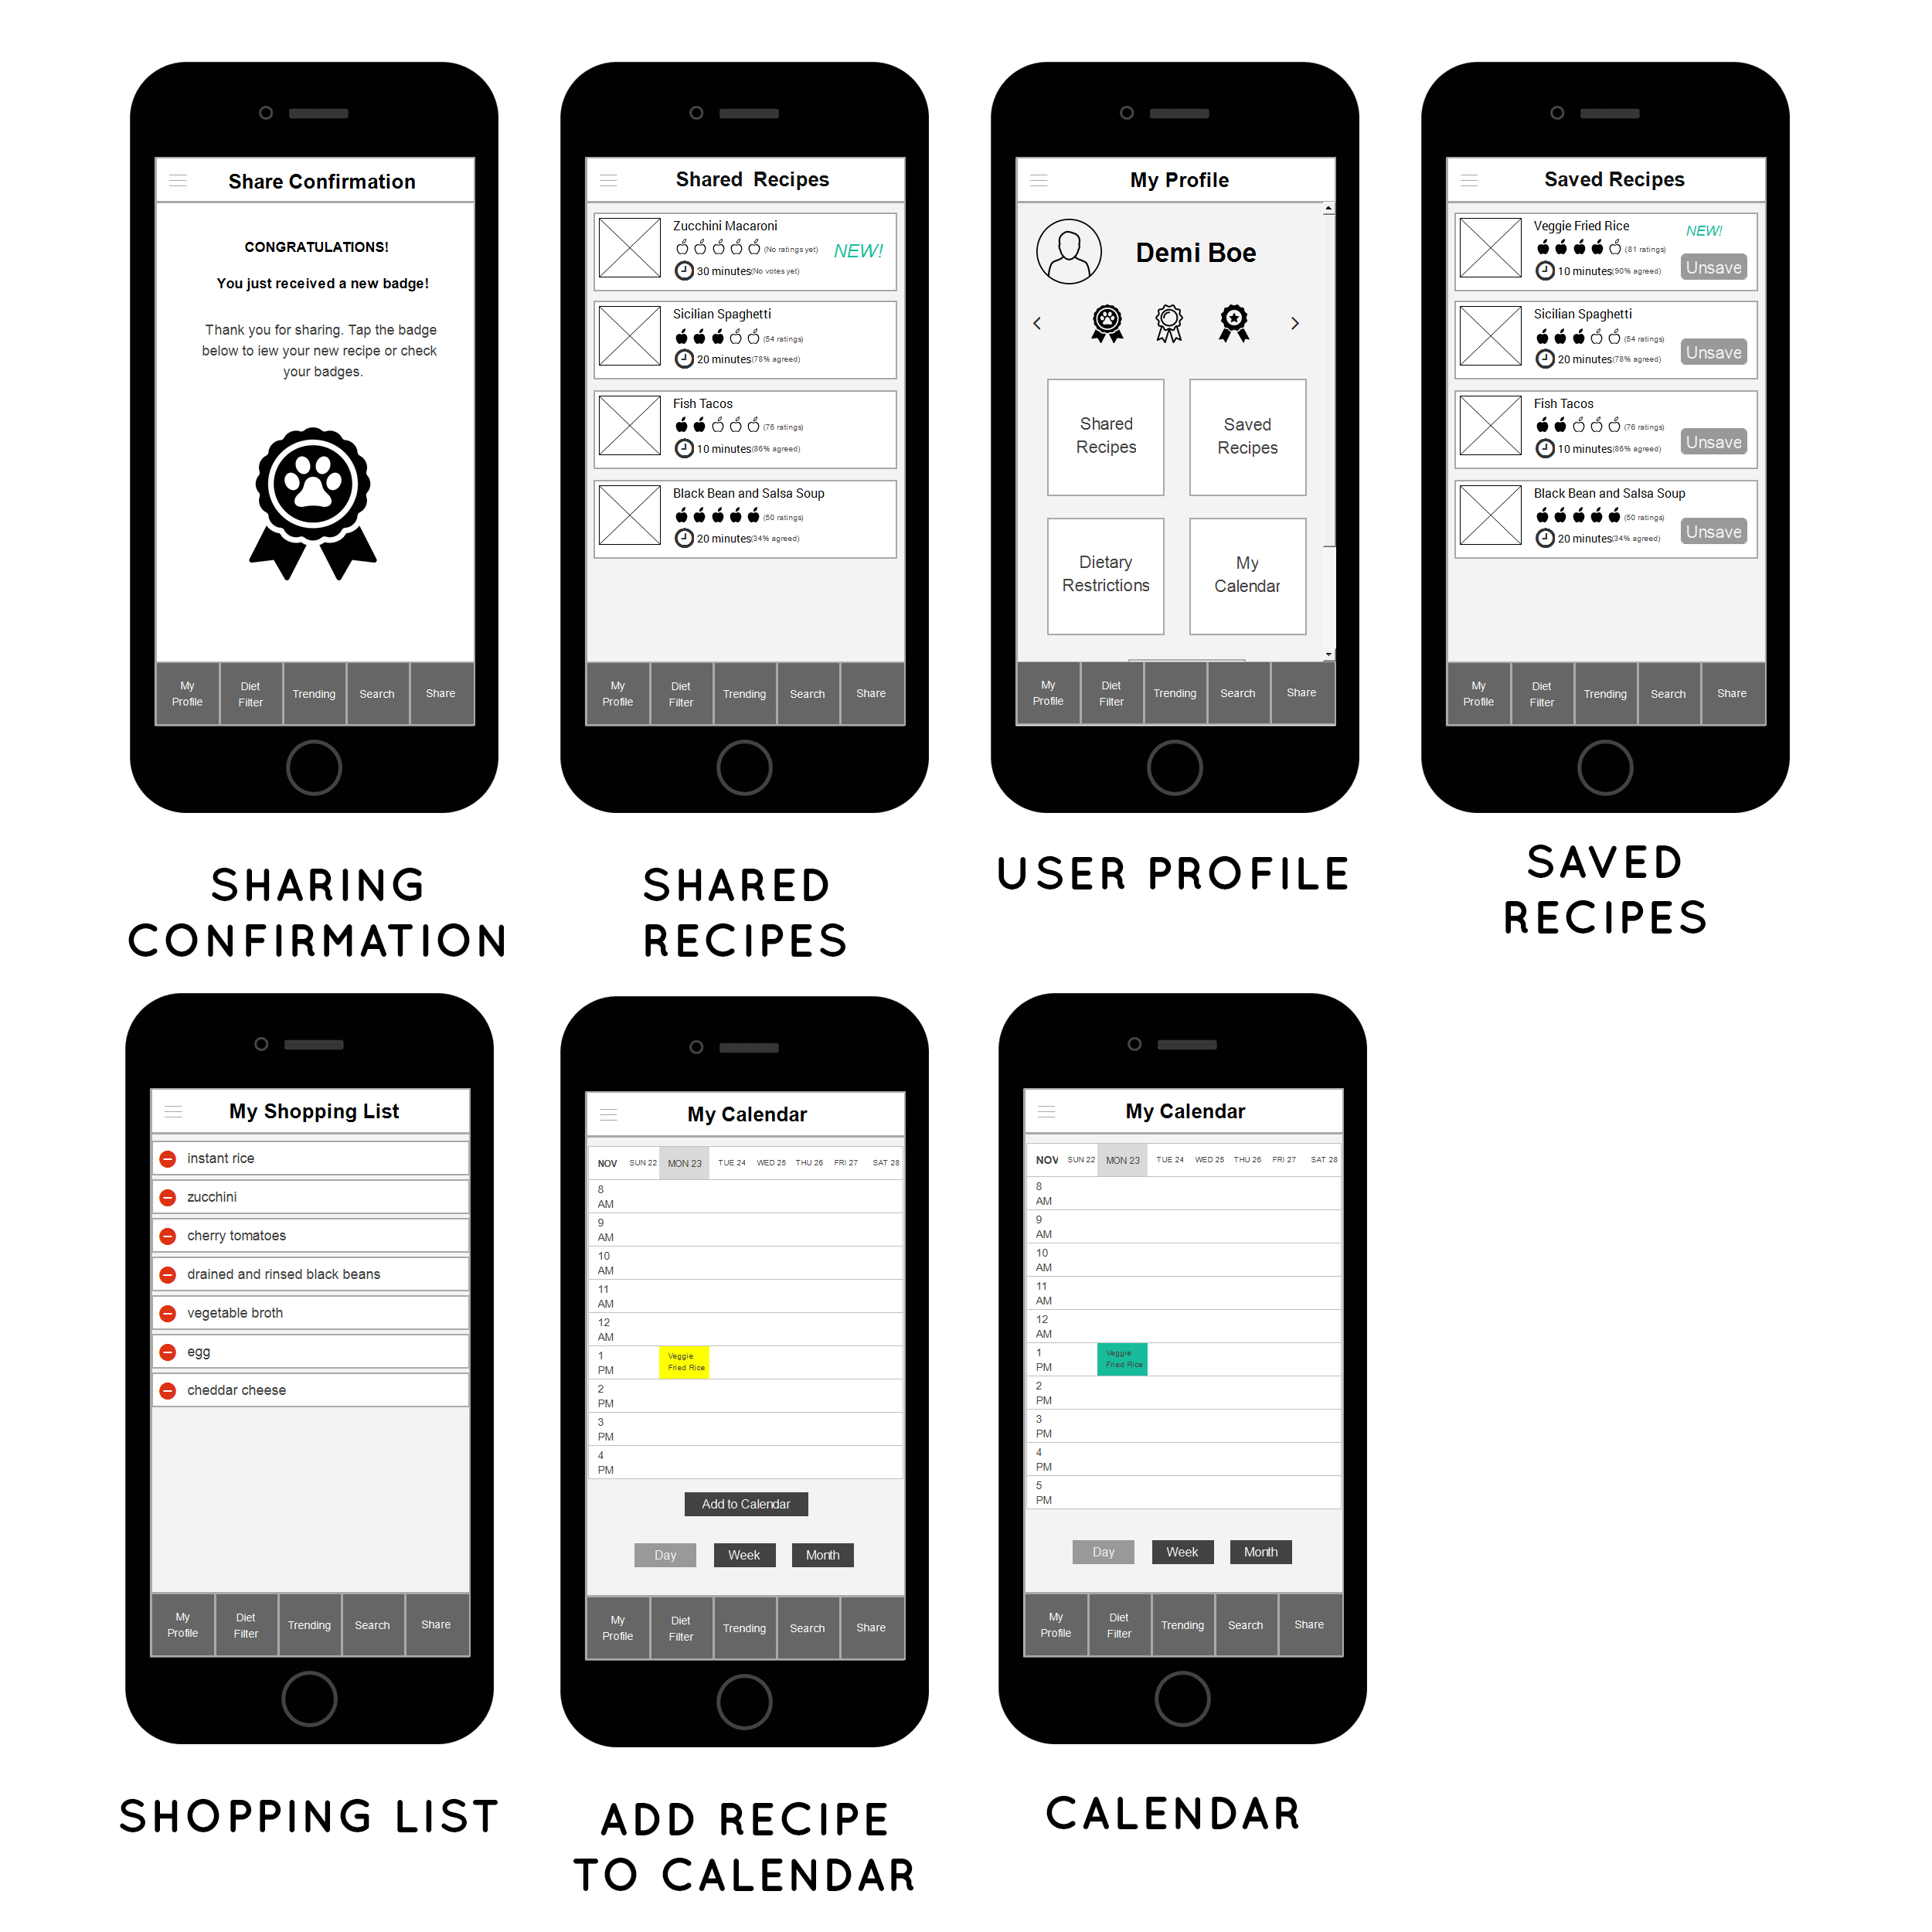 Share Confirmation
CONGRATULATIONS!
You just received a new badge!
Thank you for sharing. Tap the badge
below to iew your new recipe or check
your badges.
My Profile
Diet Filter
Trending
Search
Share
SHARING
CONFIRMATION
Shared Recipes
Zucchini Macaroni
(No ratings yet)
NEW!
30 minutes(No votes yet)
Sicilian Spaghetti
(54 ratings)
20 minutes(78% agreed)
Fish Tacos
(76 ratings)
10 minutes(86% agreed)
Black Bean and Salsa Soup
(50 ratings)
20 minutes(34% agreed)
My Profile
Diet Filter
Trending
Search
Share
SHARED
RECIPES
My Profile
Demi Boe
Shared
Recipes
Saved
Recipes
Dietary
Restrictions
My
Calendar
My Profile
Diet Filter
Trending
Search
Share
USER PROFILE
Saved Recipes
Veggie Fried Rice
NEW!
(81 ratings)
10 minutes(90% agreed)
Unsave
Sicilian Spaghetti
(54 ratings)
20 minutes(78% agreed)
Unsave
Fish Tacos
(76 ratings)
10 minutes(86% agreed)
Unsave
Black Bean and Salsa Soup
(50 ratings)
20 minutes(34% agreed)
Unsave
My Profile
Diet Filter
Trending
Search
Share
SAVED
RECIPES
My Shopping List
instant rice
zucchini
cherry tomatoes
drained and rinsed black beans
vegetable broth
egg
cheddar cheese
My Profile
Diet Filter
Trending
Search
Share
SHOPPING LIST
My Calendar
NOV SUN 22 MON 23 TUE 24 WED 25 THU 26 FRI 27 SAT 28
8 AM
9 AM
10 AM
11 AM
12 AM
1 PM
Veggie
Fried Rice
2 PM
3 PM
4 PM
Add to Calendar
Day Week Month
My Profile
Diet Filter
Trending
Search
Share
ADD RECIPE
TO CALENDAR
My Calendar
NOV SUN 22 MON 23 TUE 24 WED 25 THU 26 FRI 27 SAT 28
8 AM
9 AM
10 AM
11 AM
12 AM
1 PM
Veggie
Fried Rice
2 PM
3 PM
4 PM
5 PM
Day Week Month
My Profile
Diet Filter
Trending
Search
Share
CALENDAR